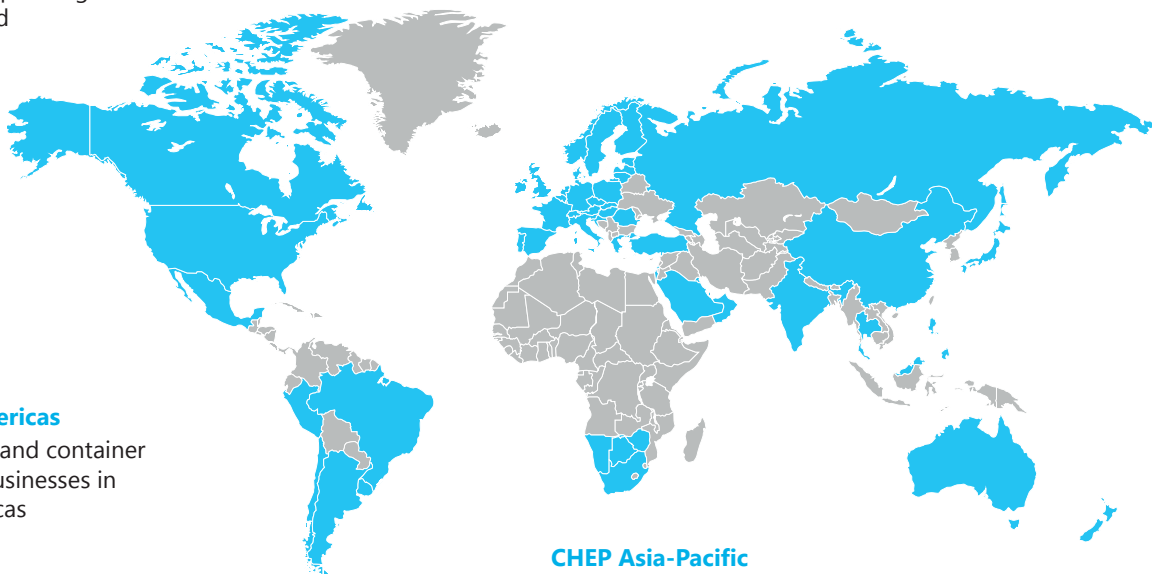 d
ericas
and container
usinesses in
cas
CHEP Asia-Pacific